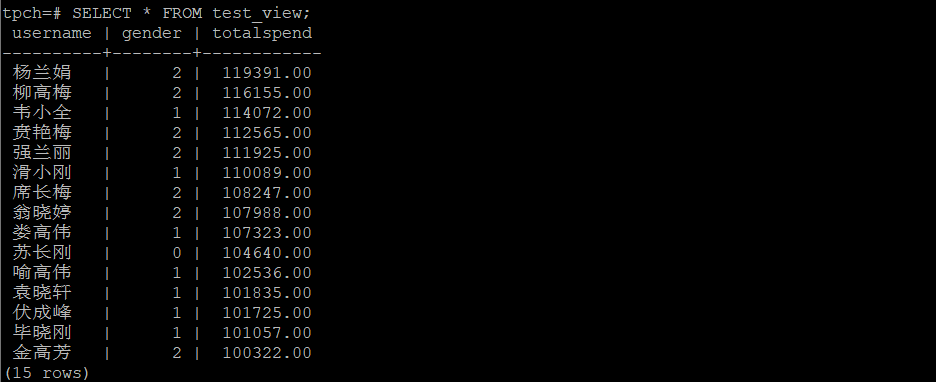 tpch=# SELECT * FROM test_view;
 username | gender | totalspend
----------+--------+------------
 杨兰娟   |      2 |  119391.00
 柳高梅   |      2 |  116155.00
 韦小全   |      1 |  114072.00
 贲艳梅   |      2 |  112565.00
 强兰丽   |      2 |  111925.00
 滑小刚   |      1 |  110089.00
 席长梅   |      2 |  108247.00
 翁晓婷   |      2 |  107988.00
 娄高伟   |      1 |  107323.00
 苏长刚   |      0 |  104640.00
 喻高伟   |      1 |  102536.00
 袁晓轩   |      1 |  101835.00
 伏成峰   |      1 |  101725.00
 毕晓刚   |      1 |  101057.00
 金高芳   |      2 |  100322.00
(15 rows)